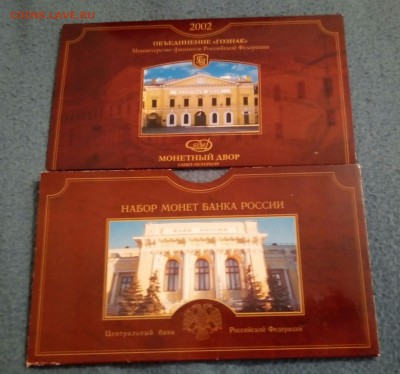 coins.lave.ru
2002
ОБЪЕДИНЕНИЕ «ГОЗНАК»
Министерство финансов Российской Федерации
МОНЕТНЫЙ ДВОР
САНКТ-ПЕТЕРБУРГ
НАБОР МОНЕТ БАНКА РОССИИ
Центральный банк Российской Федерации